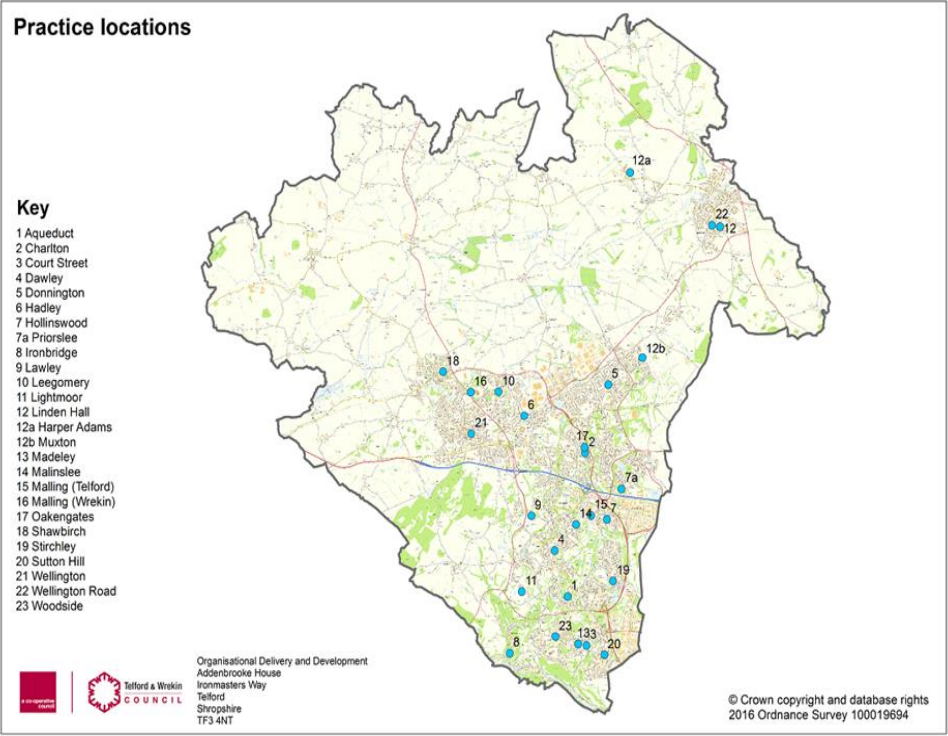 Practice locations
Key
1 Aqueduct
2 Charlton
3 Court Street
4 Dawley
5 Donnington
6 Hadley
7 Hollinswood
7a Priorslee
8 Ironbridge
9 Lawley
10 Leegomery
11 Lightmoor
12 Linden Hall
12a Harper Adams
12b Muxton
13 Madeley
14 Malinslee
15 Malling (Telford)
16 Malling (Wrekin)
17 Oakengates
18 Shawbirch
19 Stirchley
20 Sutton Hill
21 Wellington
22 Wellington Road
23 Woodside
12a
22
12
12b
18
16
10
5
6
21
17
2
7a
9
15
7
14
4
19
11
1
23
13
3
8
20
a co-operative
council
Telford & Wrekin
COUNCIL
Organisational Delivery and Development
Addenbrooke House
Ironmasters Way
Telford
Shropshire
TF3 4NT
© Crown copyright and database rights
2016 Ordnance Survey 100019694